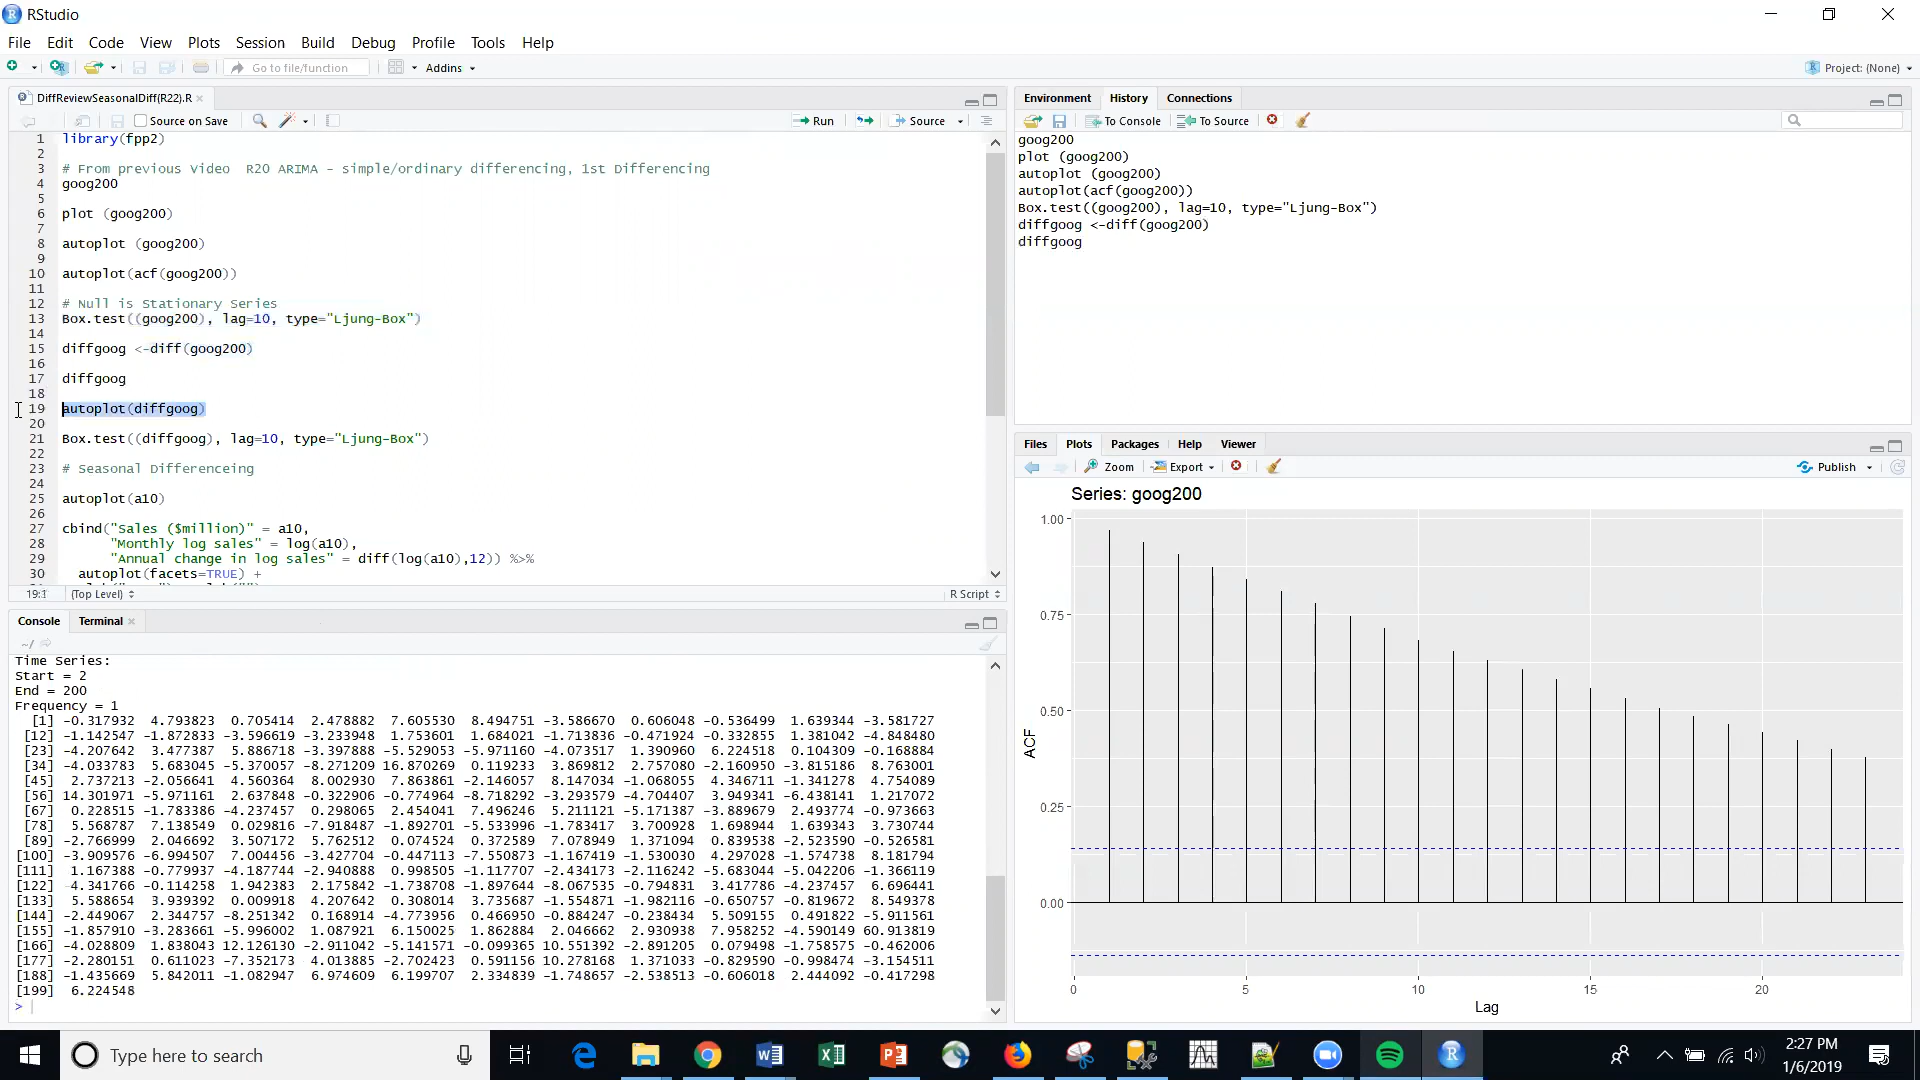 RStudio
File Edit Code View Plots Session Build Debug Profile Tools Help
Go to file/function Addins Project: (None)
DiffReviewSeasonalDiff(R22).R
Source on Save Run Source
1 library(fpp2)
2
3 # From previous Video  R20 ARIMA - simple/ordinary differencing, 1st Differencing
4 goog200
5
6 plot (goog200)
7
8 autoplot (goog200)
9
10 autoplot(acf(goog200))
11
12 # Null is Stationary Series
13 Box.test((goog200), lag=10, type="Ljung-Box")
14
15 diffgoog <-diff(goog200)
16
17 diffgoog
18
19 autoplot(diffgoog)
20
21 Box.test((diffgoog), lag=10, type="Ljung-Box")
22
23 # Seasonal Differenceing
24
25 autoplot(a10)
26
27 cbind("Sales ($million)" = a10,
28 "Monthly log sales" = log(a10),
29 "Annual change in log sales" = diff(log(a10),12)) %>%
30 autoplot(facets=TRUE) +
19:1 (Top Level) R Script
Console Terminal
~/
Time Series:
Start = 2
End = 200
Frequency = 1
[1] -0.317932 4.793823 0.705414 2.478882 7.605530 8.494751 -3.586670 0.606048 -0.536499 1.639344 -3.581727
[12] -1.142547 -1.872833 -3.596619 -3.233948 1.753601 1.684021 -1.713836 -0.471924 -0.332855 1.381042 -4.848480
[23] -4.207642 3.477387 5.886718 -3.397888 -5.529053 -5.971160 -4.073517 1.390960 6.224518 0.104309 -0.168884
[34] -4.033783 5.683045 -5.370057 -8.271209 16.870269 0.119233 3.869812 2.757080 -2.160950 -3.815186 8.763001
[45] 2.737213 -2.056641 4.560364 8.002930 7.863861 -2.146057 8.147034 -1.068055 4.346711 -1.341278 4.754089
[56] 14.301971 -5.971161 2.637848 -0.322906 -0.774964 -8.718292 -3.293579 -4.704407 3.949341 -6.438141 1.217072
[67] 0.228515 -1.783386 -4.237457 0.298065 2.454041 7.496246 5.211121 -5.171387 -3.889679 2.493774 -0.973663
[78] 5.568787 7.138549 0.029816 -7.918487 -1.892701 -5.533996 -1.783417 3.700928 1.698944 1.639343 3.730744
[89] -2.766999 2.046692 3.507172 5.762512 0.074524 0.372589 7.078949 1.371094 0.839538 -2.523590 -0.526581
[100] -3.909576 -6.994507 7.004456 -3.427704 -0.447113 -7.550873 -1.167419 -1.530030 4.297028 -1.574738 8.181794
[111] 1.167388 -0.779937 -4.187744 -2.940888 0.998505 -1.117707 -2.434173 -2.116242 -5.683044 -5.042206 -1.366119
[122] -4.341766 -0.114258 1.942383 2.175842 -1.738708 -1.897644 -8.067535 -0.794831 3.417786 -4.237457 6.696441
[133] 5.588654 3.939392 0.009918 4.207642 0.308014 3.735687 -1.554871 -1.982116 -0.650757 -0.819672 8.549378
[144] -2.449067 2.344757 -8.251342 0.168914 -4.773956 0.466950 -0.884247 -0.238434 5.509155 0.491822 -5.911561
[155] -1.857910 -3.283661 -5.996002 1.087921 6.150025 1.862884 2.046662 2.930938 7.958252 -4.590149 60.913819
[166] -4.028809 1.838043 12.126130 -2.911042 -5.141571 -0.099365 10.551392 -2.891205 0.079498 -1.758575 -0.462006
[177] -2.280151 0.611023 -7.352173 4.013885 -2.702423 0.591156 10.278168 1.371033 -0.829590 -0.998474 -3.154511
[188] -1.435669 5.842011 -1.082947 6.974609 6.199707 2.334839 -1.748657 -2.538513 -0.606018 2.444092 -0.417298
[199] 6.224548
>
Environment History Connections
To Console To Source
goog200
plot (goog200)
autoplot (goog200)
autoplot(acf(goog200))
Box.test((goog200), lag=10, type="Ljung-Box")
diffgoog <-diff(goog200)
diffgoog
Files Plots Packages Help Viewer
Zoom Export Publish
Series: goog200
1.00
0.75
0.50
0.25
0.00
ACF
0 5 10 15 20
Lag
Type here to search
2:27 PM
1/6/2019